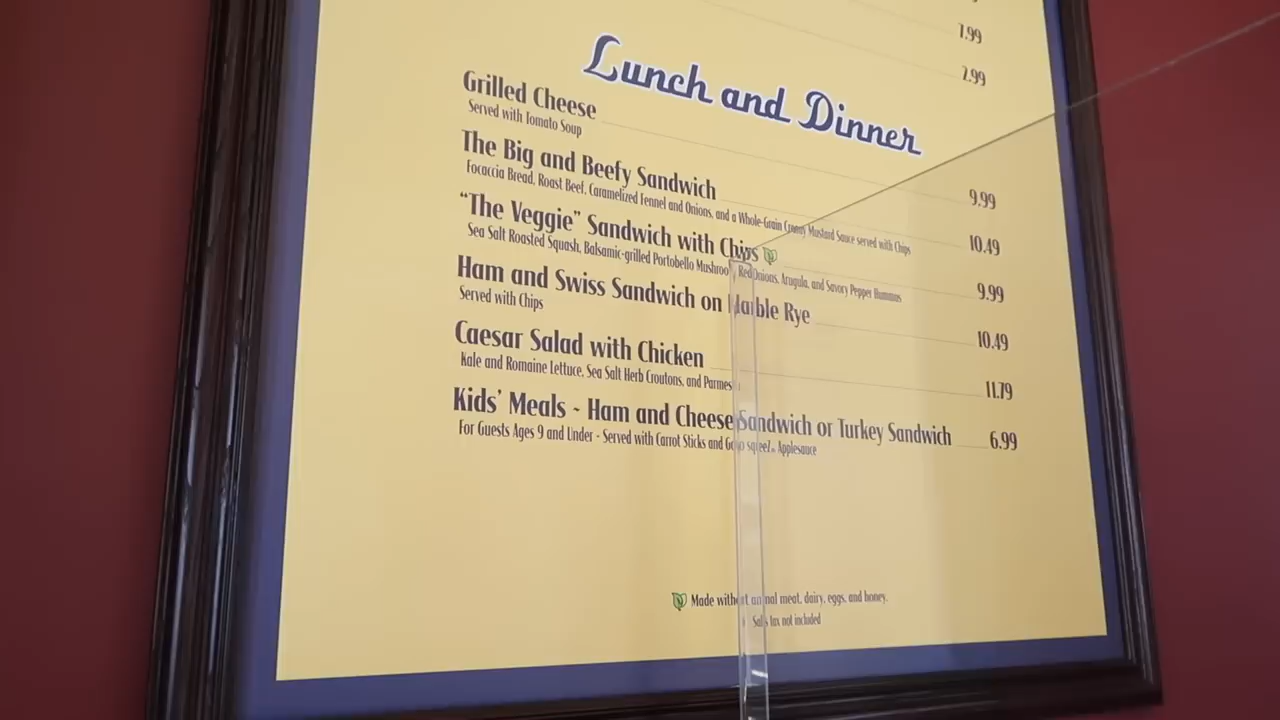 7.99
7.99
Lunch and Dinner
Grilled Cheese 9.99
Served with Tomato Soup
The Big and Beefy Sandwich 10.49
Focaccia Bread, Roast Beef, Caramelized Fennel and Onions, and a Whole-Grain Creamy Mustard Sauce served with Chips
"The Veggie" Sandwich with Chips 9.99
Sea Salt Roasted Squash, Balsamic-grilled Portobello Mushroom, Red Onions, Arugula, and Savory Pepper Hummus
Ham and Swiss Sandwich on Marble Rye 10.49
Served with Chips
Caesar Salad with Chicken 11.79
Kale and Romaine Lettuce, Sea Salt Herb Croutons, and Parmesan
Kids' Meals - Ham and Cheese Sandwich or Turkey Sandwich 6.99
For Guests Ages 9 and Under - Served with Carrot Sticks and GoGo squeeZ® Applesauce
Made without animal meat, dairy, eggs, and honey.
Sales tax not included